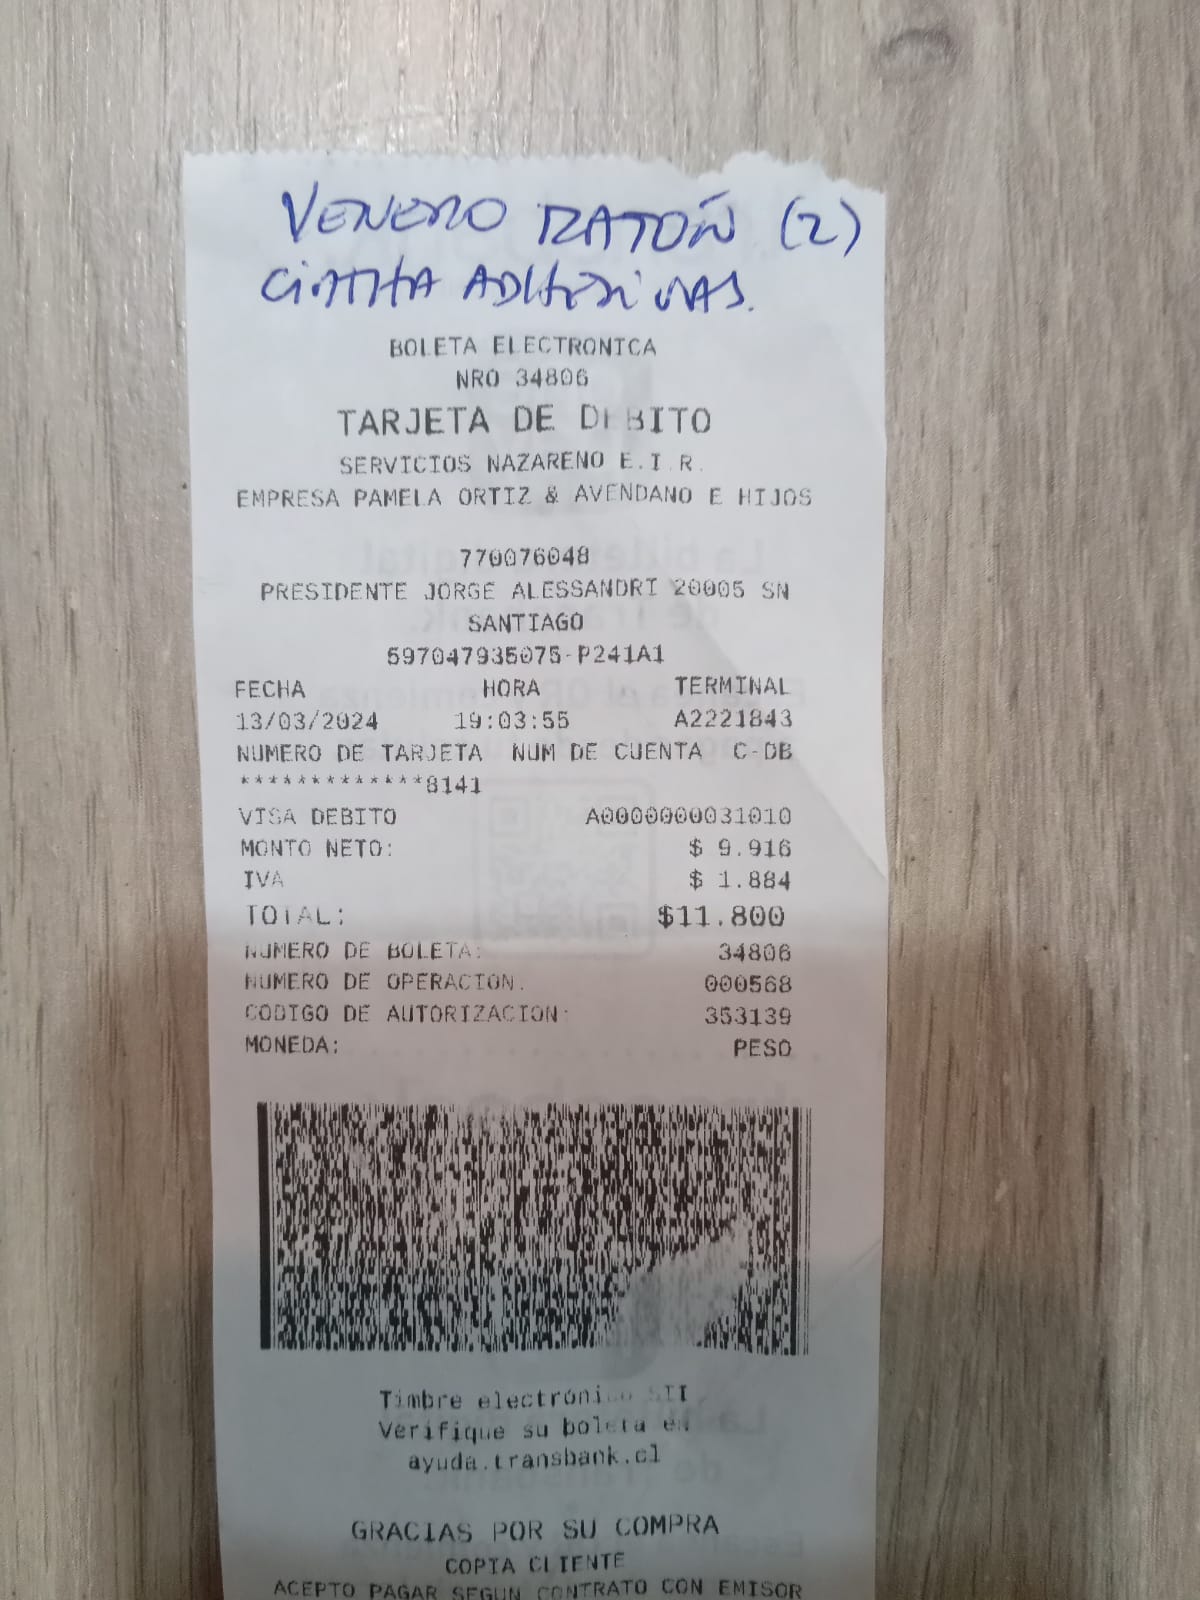 VENENO RATÓN (2)
CINTHA ADHESIVAS.
BOLETA ELECTRONICA
NRO 34806
TARJETA DE DEBITO
SERVICIOS NAZARENO E.I.R.
EMPRESA PAMELA ORTIZ & AVENDANO E HIJOS
770076048
PRESIDENTE JORGE ALESSANDRI 20005 SN
SANTIAGO
597047935075-P241A1
FECHA HORA TERMINAL
13/03/2024 19:03:55 A2221843
NUMERO DE TARJETA NUM DE CUENTA C-DB
*************8141
VISA DEBITO A0000000031010
MONTO NETO: $ 9.916
IVA $ 1.884
TOTAL: $11.800
NUMERO DE BOLETA: 34806
NUMERO DE OPERACION: 000568
CODIGO DE AUTORIZACION: 353139
MONEDA: PESO
Timbre electrónico SII
Verifique su boleta en
ayuda.transbank.cl
GRACIAS POR SU COMPRA
COPIA CLIENTE
ACEPTO PAGAR SEGUN CONTRATO CON EMISOR